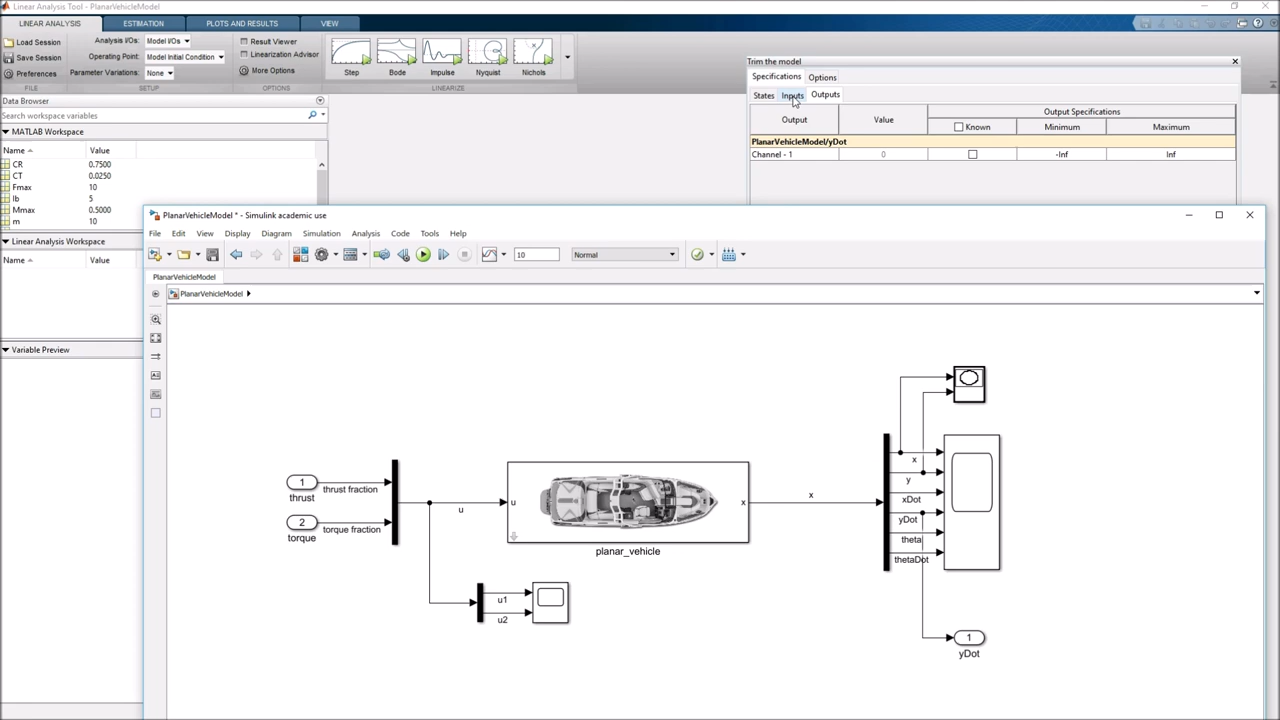 Linear Analysis Tool - PlanarVehicleModel
LINEAR ANALYSIS ESTIMATION PLOTS AND RESULTS VIEW
Load Session
Save Session
Preferences
FILE
Analysis I/Os: Model I/Os
Operating Point: Model Initial Condition
Parameter Variations: None
SETUP
Result Viewer
Linearization Advisor
More Options
OPTIONS
Step Bode Impulse Nyquist Nichols
LINEARIZE
Trim the model
Specifications Options
States Inputs Outputs
Output Value Output Specifications
Known Minimum Maximum
PlanarVehicleModel/yDot
Channel - 1 0 -Inf Inf
Data Browser
Search workspace variables
MATLAB Workspace
Name Value
CR 0.7500
CT 0.0250
Fmax 10
lb 5
Mmax 0.5000
m 10
Linear Analysis Workspace
Name Value
Variable Preview
PlanarVehicleModel * - Simulink academic use
File Edit View Display Diagram Simulation Analysis Code Tools Help
10 Normal
PlanarVehicleModel
PlanarVehicleModel
1
thrust
thrust fraction
2
torque
torque fraction
u
u x
planar_vehicle
u1
u2
x
x
y
xDot
yDot
theta
thetaDot
1
yDot